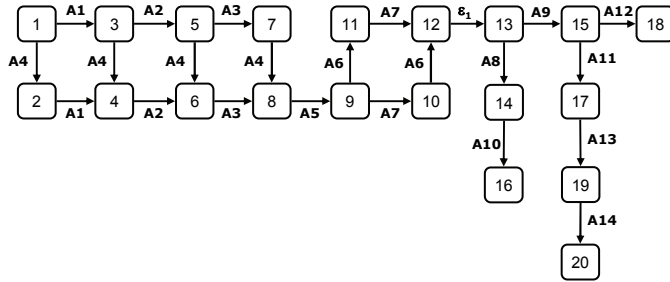 A1 A2 A3 A7 ε1 A9 A12
1 3 5 7 11 12 13 15 18
A4 A4 A4 A4 A6 A6 A8 A11
2 4 6 8 9 10 14 17
A1 A2 A3 A5 A7
A10 A13
16 19
A14
20